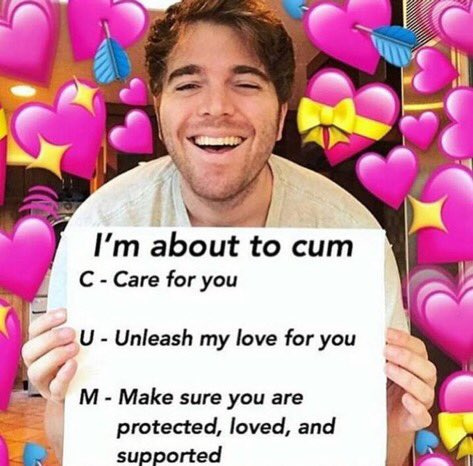 I'm about to cum
C - Care for you
U - Unleash my love for you
M - Make sure you are
protected, loved, and
supported